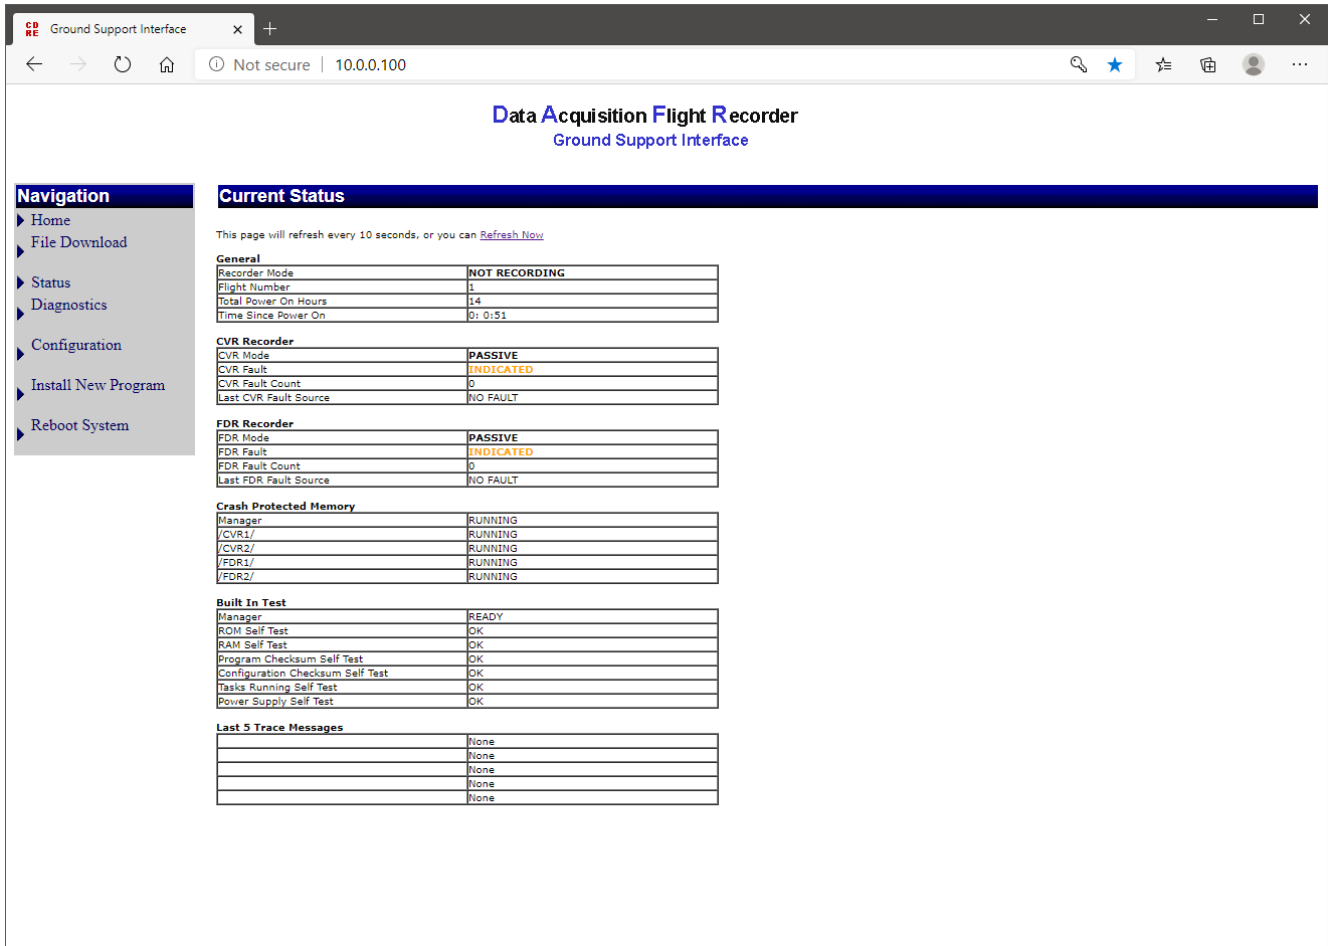 CD
RE
Ground Support Interface
Not secure | 10.0.0.100
Data Acquisition Flight Recorder
Ground Support Interface
Navigation
Home
File Download
Status
Diagnostics
Configuration
Install New Program
Reboot System
Current Status
This page will refresh every 10 seconds, or you can Refresh Now
General
Recorder Mode NOT RECORDING
Flight Number 1
Total Power On Hours 14
Time Since Power On 0: 0:51
CVR Recorder
CVR Mode PASSIVE
CVR Fault INDICATED
CVR Fault Count 0
Last CVR Fault Source NO FAULT
FDR Recorder
FDR Mode PASSIVE
FDR Fault INDICATED
FDR Fault Count 0
Last FDR Fault Source NO FAULT
Crash Protected Memory
Manager RUNNING
/CVR1/ RUNNING
/CVR2/ RUNNING
/FDR1/ RUNNING
/FDR2/ RUNNING
Built In Test
Manager READY
ROM Self Test OK
RAM Self Test OK
Program Checksum Self Test OK
Configuration Checksum Self Test OK
Tasks Running Self Test OK
Power Supply Self Test OK
Last 5 Trace Messages
None
None
None
None
None